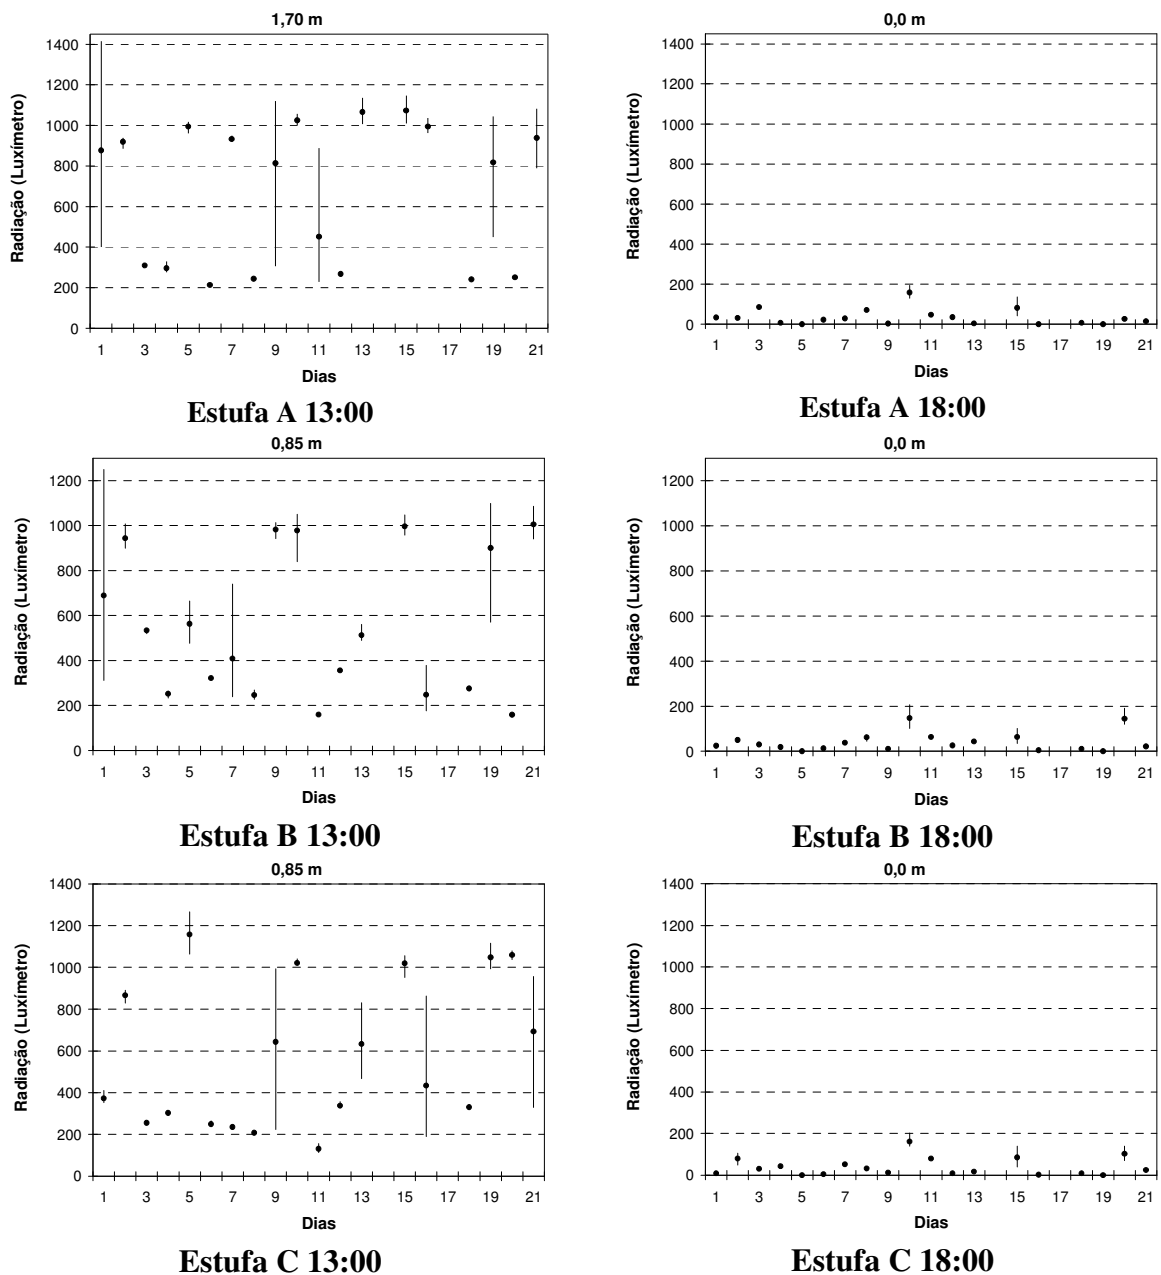 1,70 m
Radiação (Luxímetro)
1400
1200
1000
800
600
400
200
0
1 3 5 7 9 11 13 15 17 19 21
Dias
Estufa A 13:00
0,0 m
Radiação (Luxímetro)
1400
1200
1000
800
600
400
200
0
1 3 5 7 9 11 13 15 17 19 21
Dias
Estufa A 18:00
0,85 m
Radiação (Luxímetro)
1200
1000
800
600
400
200
0
1 3 5 7 9 11 13 15 17 19 21
Dias
Estufa B 13:00
0,0 m
Radiação (Luxímetro)
1200
1000
800
600
400
200
0
1 3 5 7 9 11 13 15 17 19 21
Dias
Estufa B 18:00
0,85 m
Radiação (Luxímetro)
1400
1200
1000
800
600
400
200
0
1 3 5 7 9 11 13 15 17 19 21
Dias
Estufa C 13:00
0,0 m
Radiação (Luxímetro)
1400
1200
1000
800
600
400
200
0
1 3 5 7 9 11 13 15 17 19 21
Dias
Estufa C 18:00